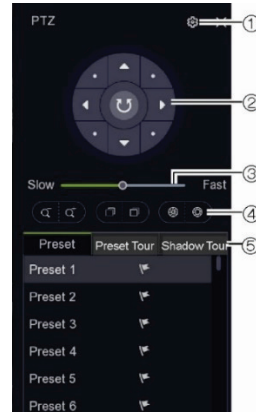 PTZ ①
②
③
Slow Fast
④
Preset Preset Tour Shadow Tour ⑤
Preset 1
Preset 2
Preset 3
Preset 4
Preset 5
Preset 6